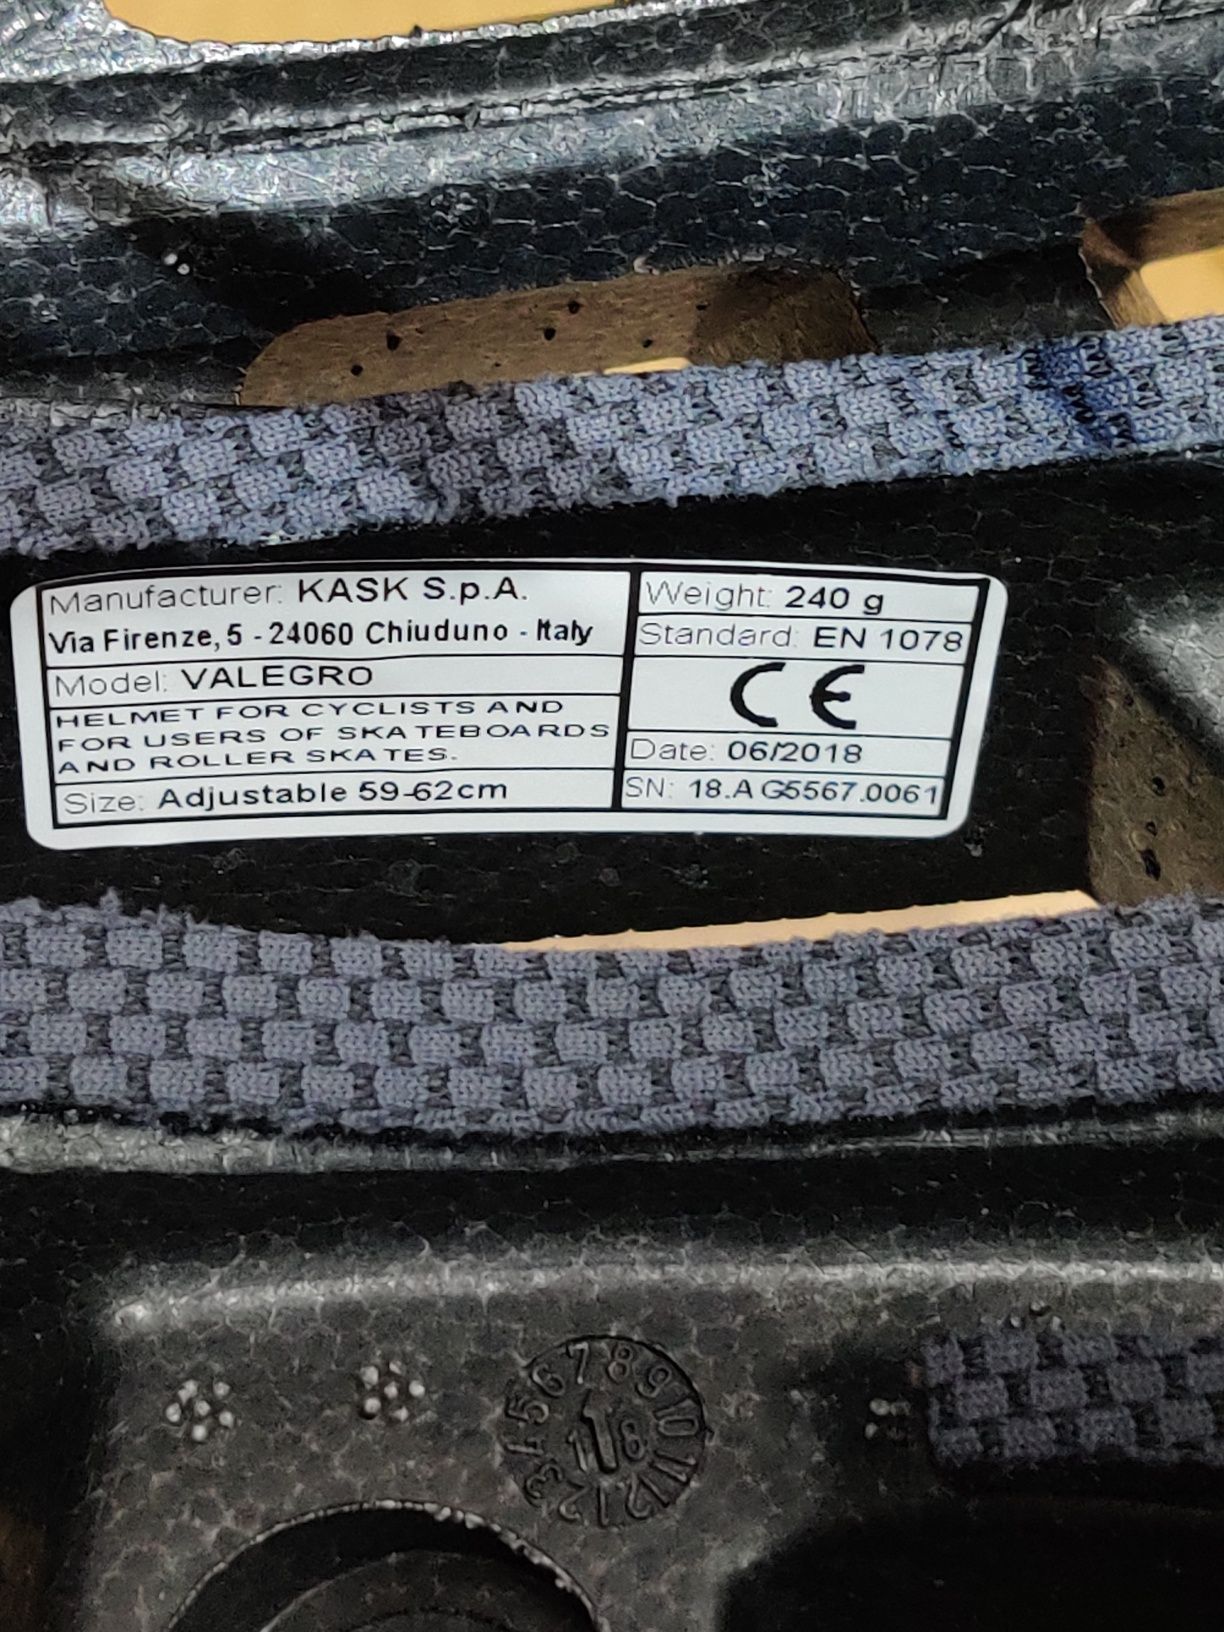 Manufacturer: KASK S.p.A.
Via Firenze, 5 - 24060 Chiuduno - Italy
Model: VALEGRO
HELMET FOR CYCLISTS AND
FOR USERS OF SKATEBOARDS
AND ROLLER SKATES.
Size: Adjustable 59-62cm
Weight: 240 g
Standard: EN 1078
CE
Date: 06/2018
SN: 18.AG5567.0061
1 2 3 4 5 6 7 8 9 10 11 12
18